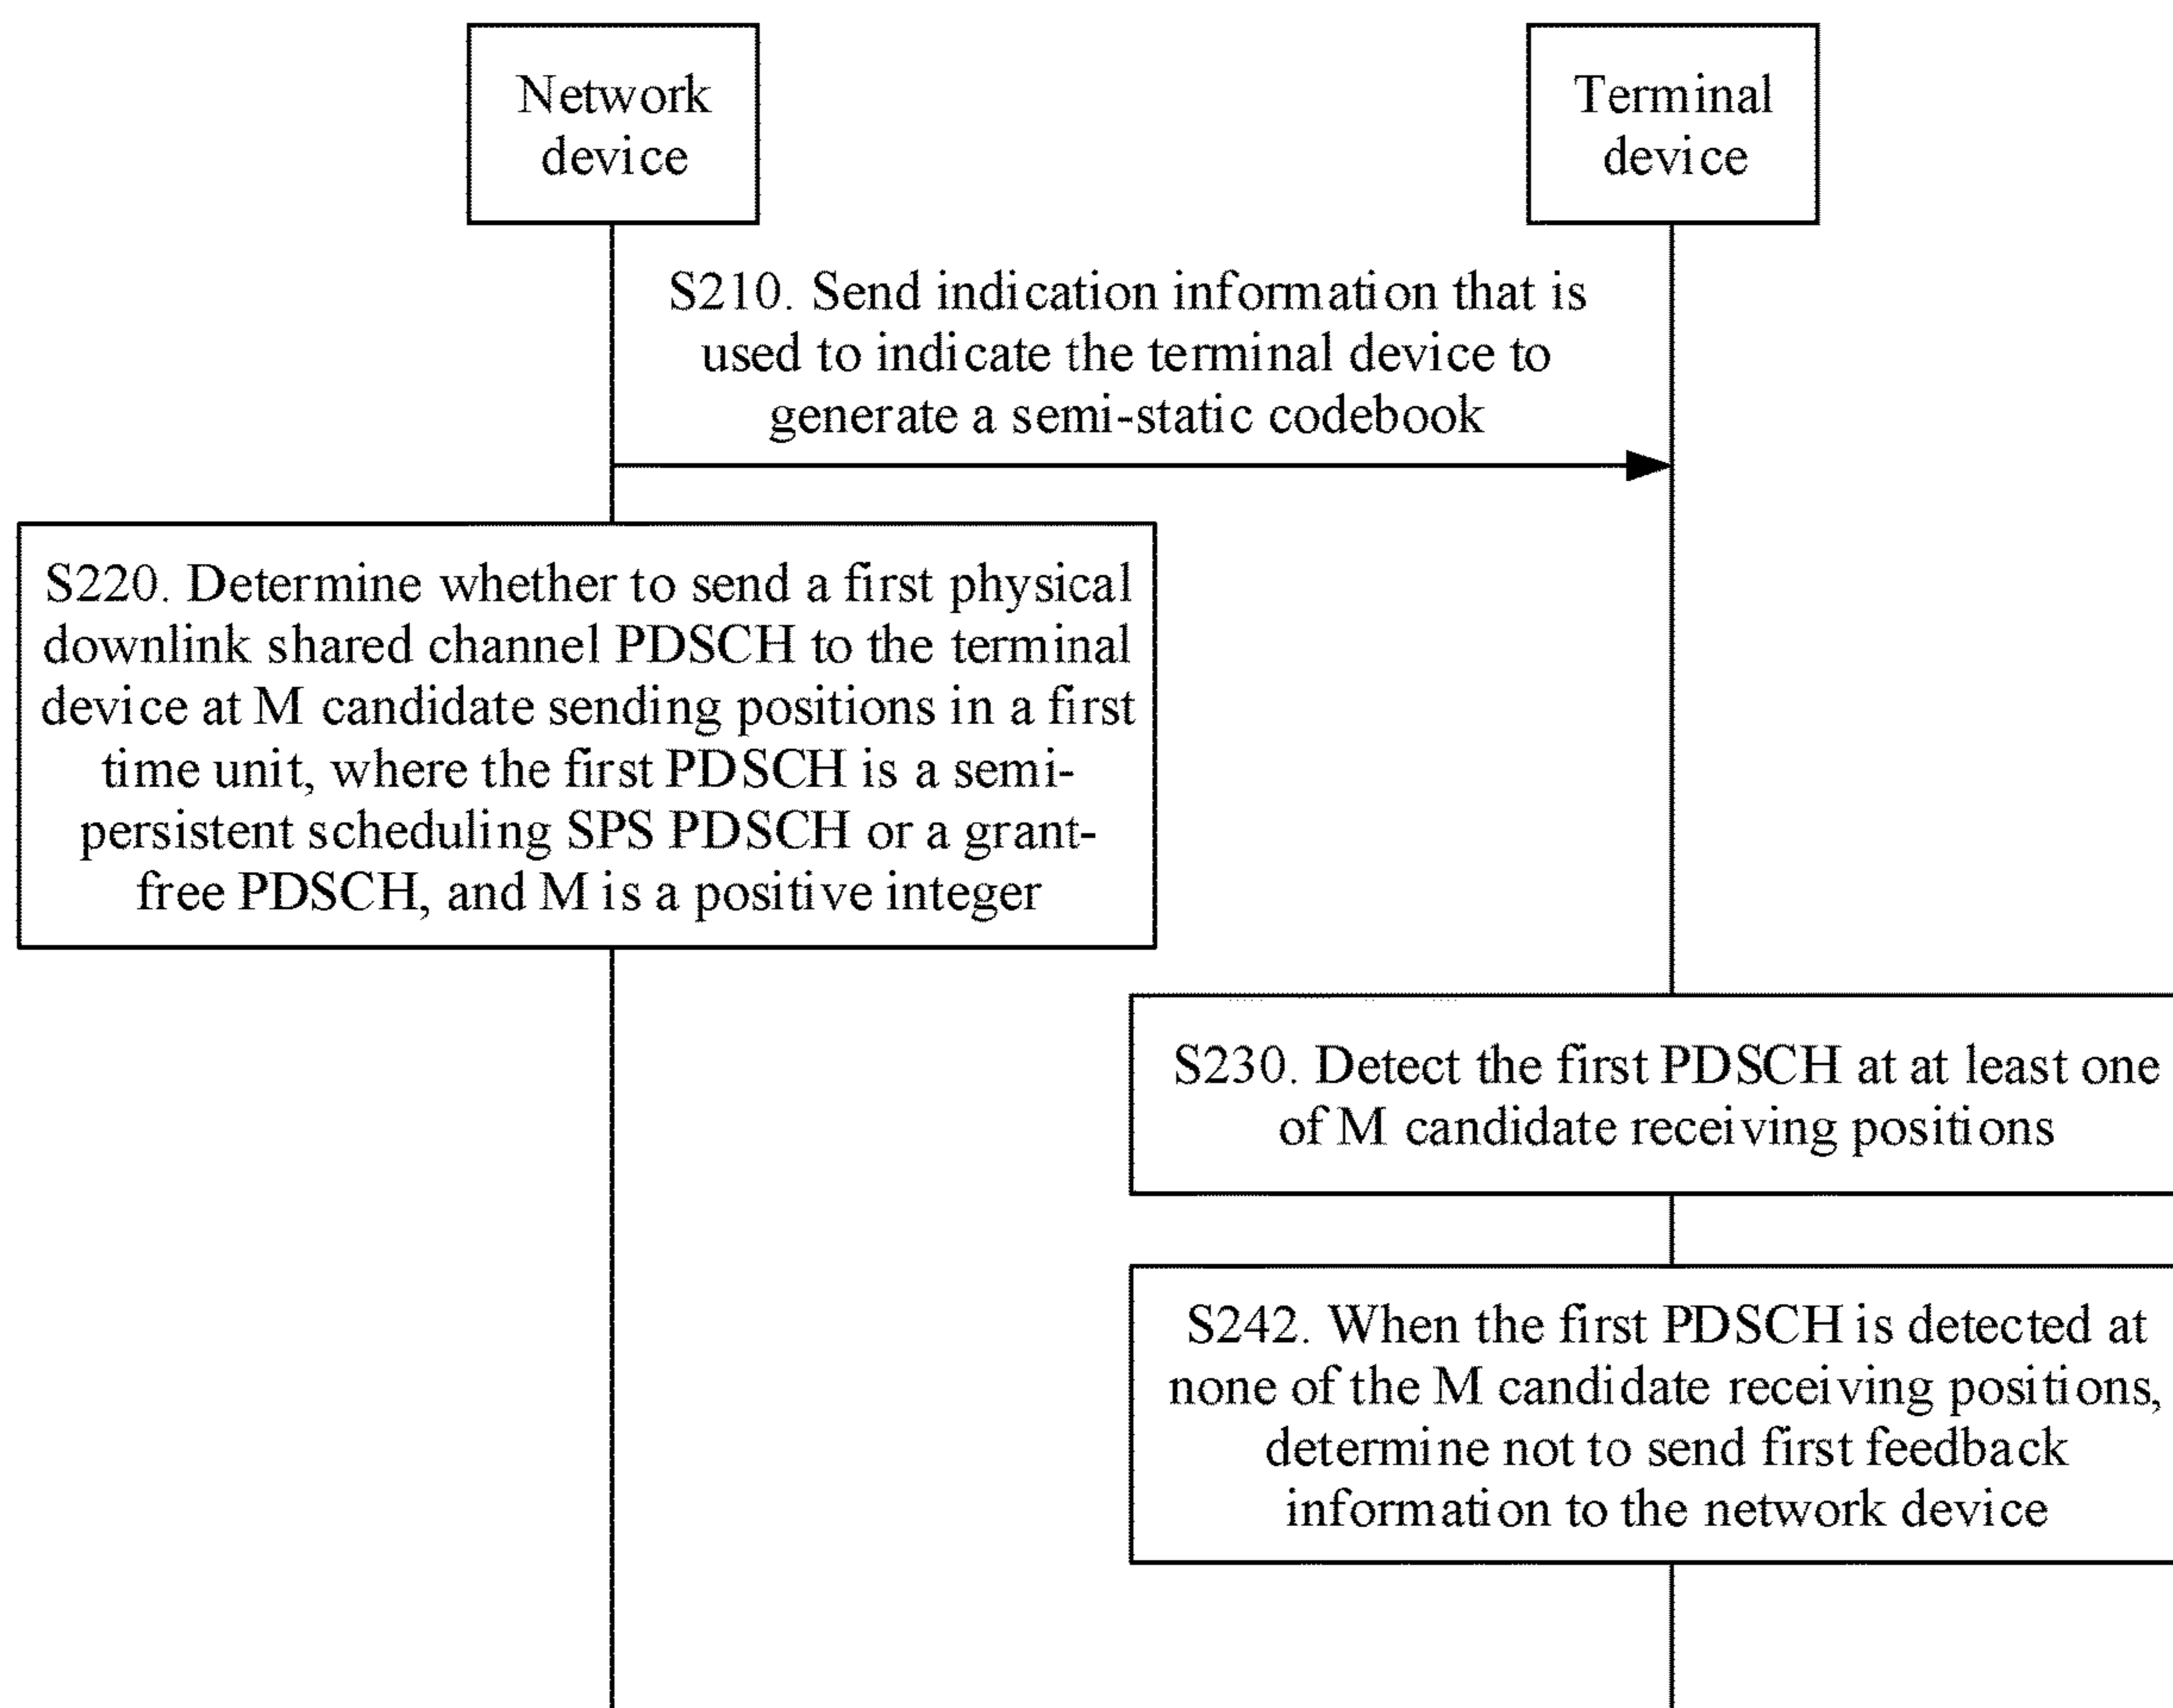 Network
device
Terminal
device
S210. Send indication information that is
used to indicate the terminal device to
generate a semi-static codebook
S220. Determine whether to send a first physical
downlink shared channel PDSCH to the terminal
device at M candidate sending positions in a first
time unit, where the first PDSCH is a semi-
persistent scheduling SPS PDSCH or a grant-
free PDSCH, and M is a positive integer
S230. Detect the first PDSCH at at least one
of M candidate receiving positions
S242. When the first PDSCH is detected at
none of the M candidate receiving positions,
determine not to send first feedback
information to the network device